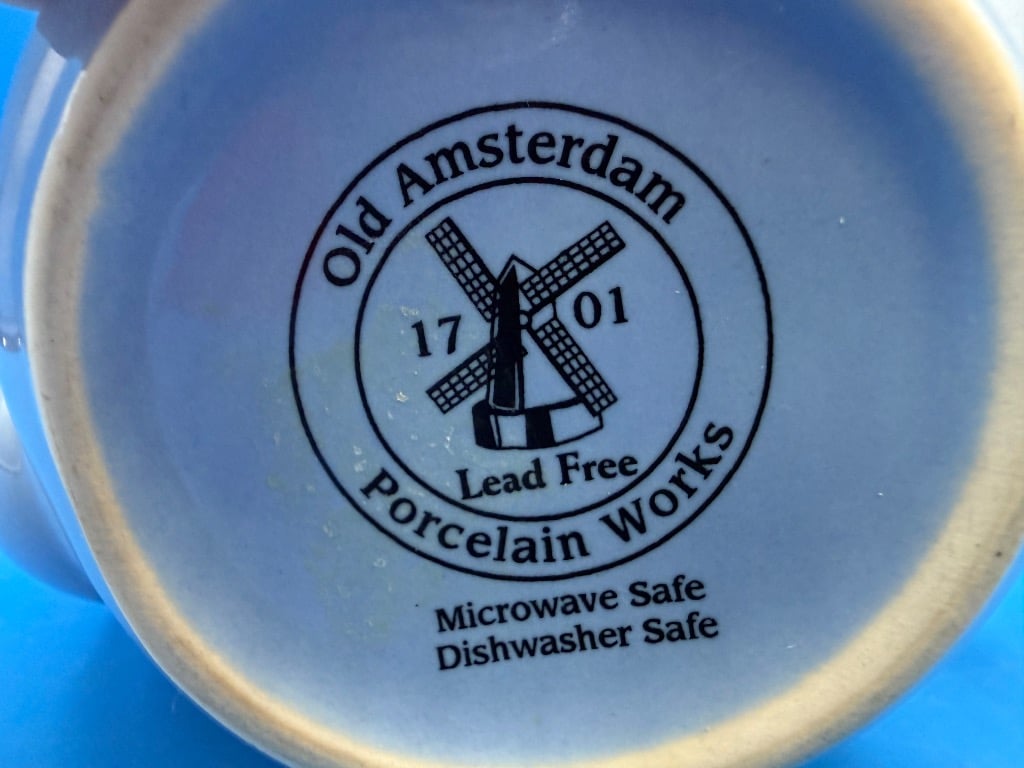 Old Amsterdam
17 01
Lead Free
Porcelain Works
Microwave Safe
Dishwasher Safe